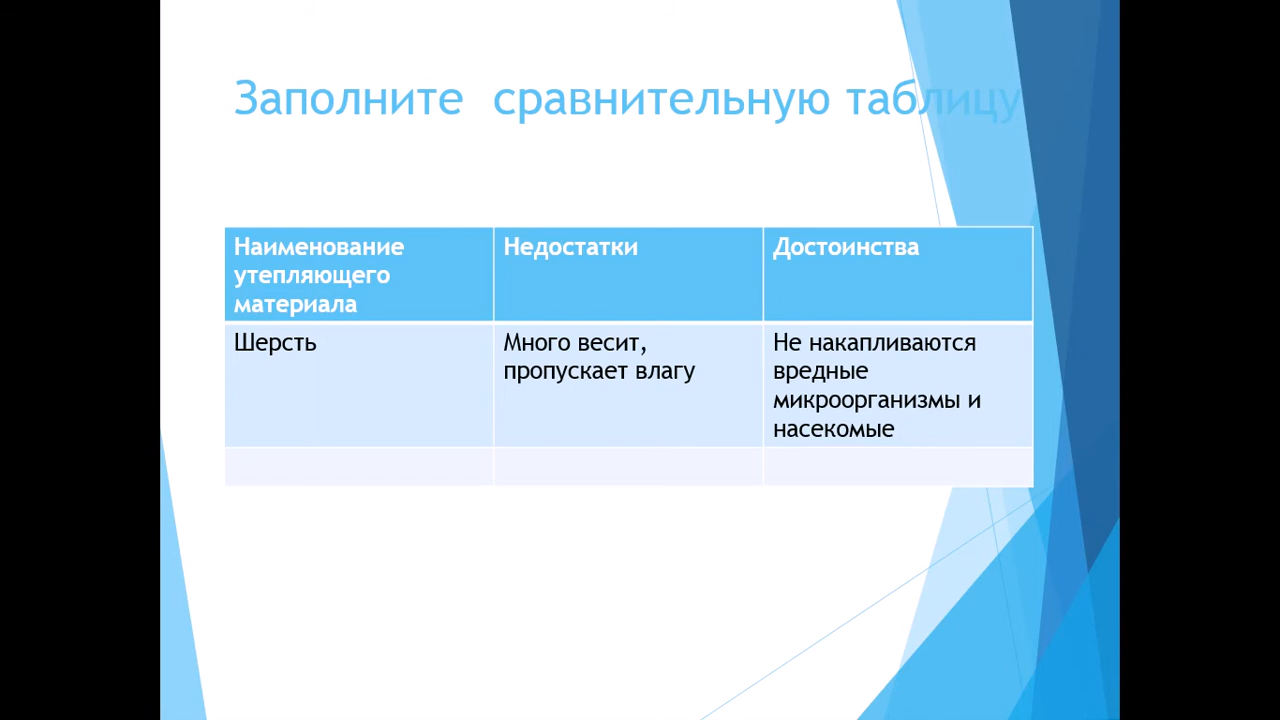 Заполните сравнительную таблицу
Наименование утепляющего материала
Недостатки
Достоинства
Шерсть
Много весит,
пропускает влагу
Не накапливаются
вредные
микроорганизмы и
насекомые